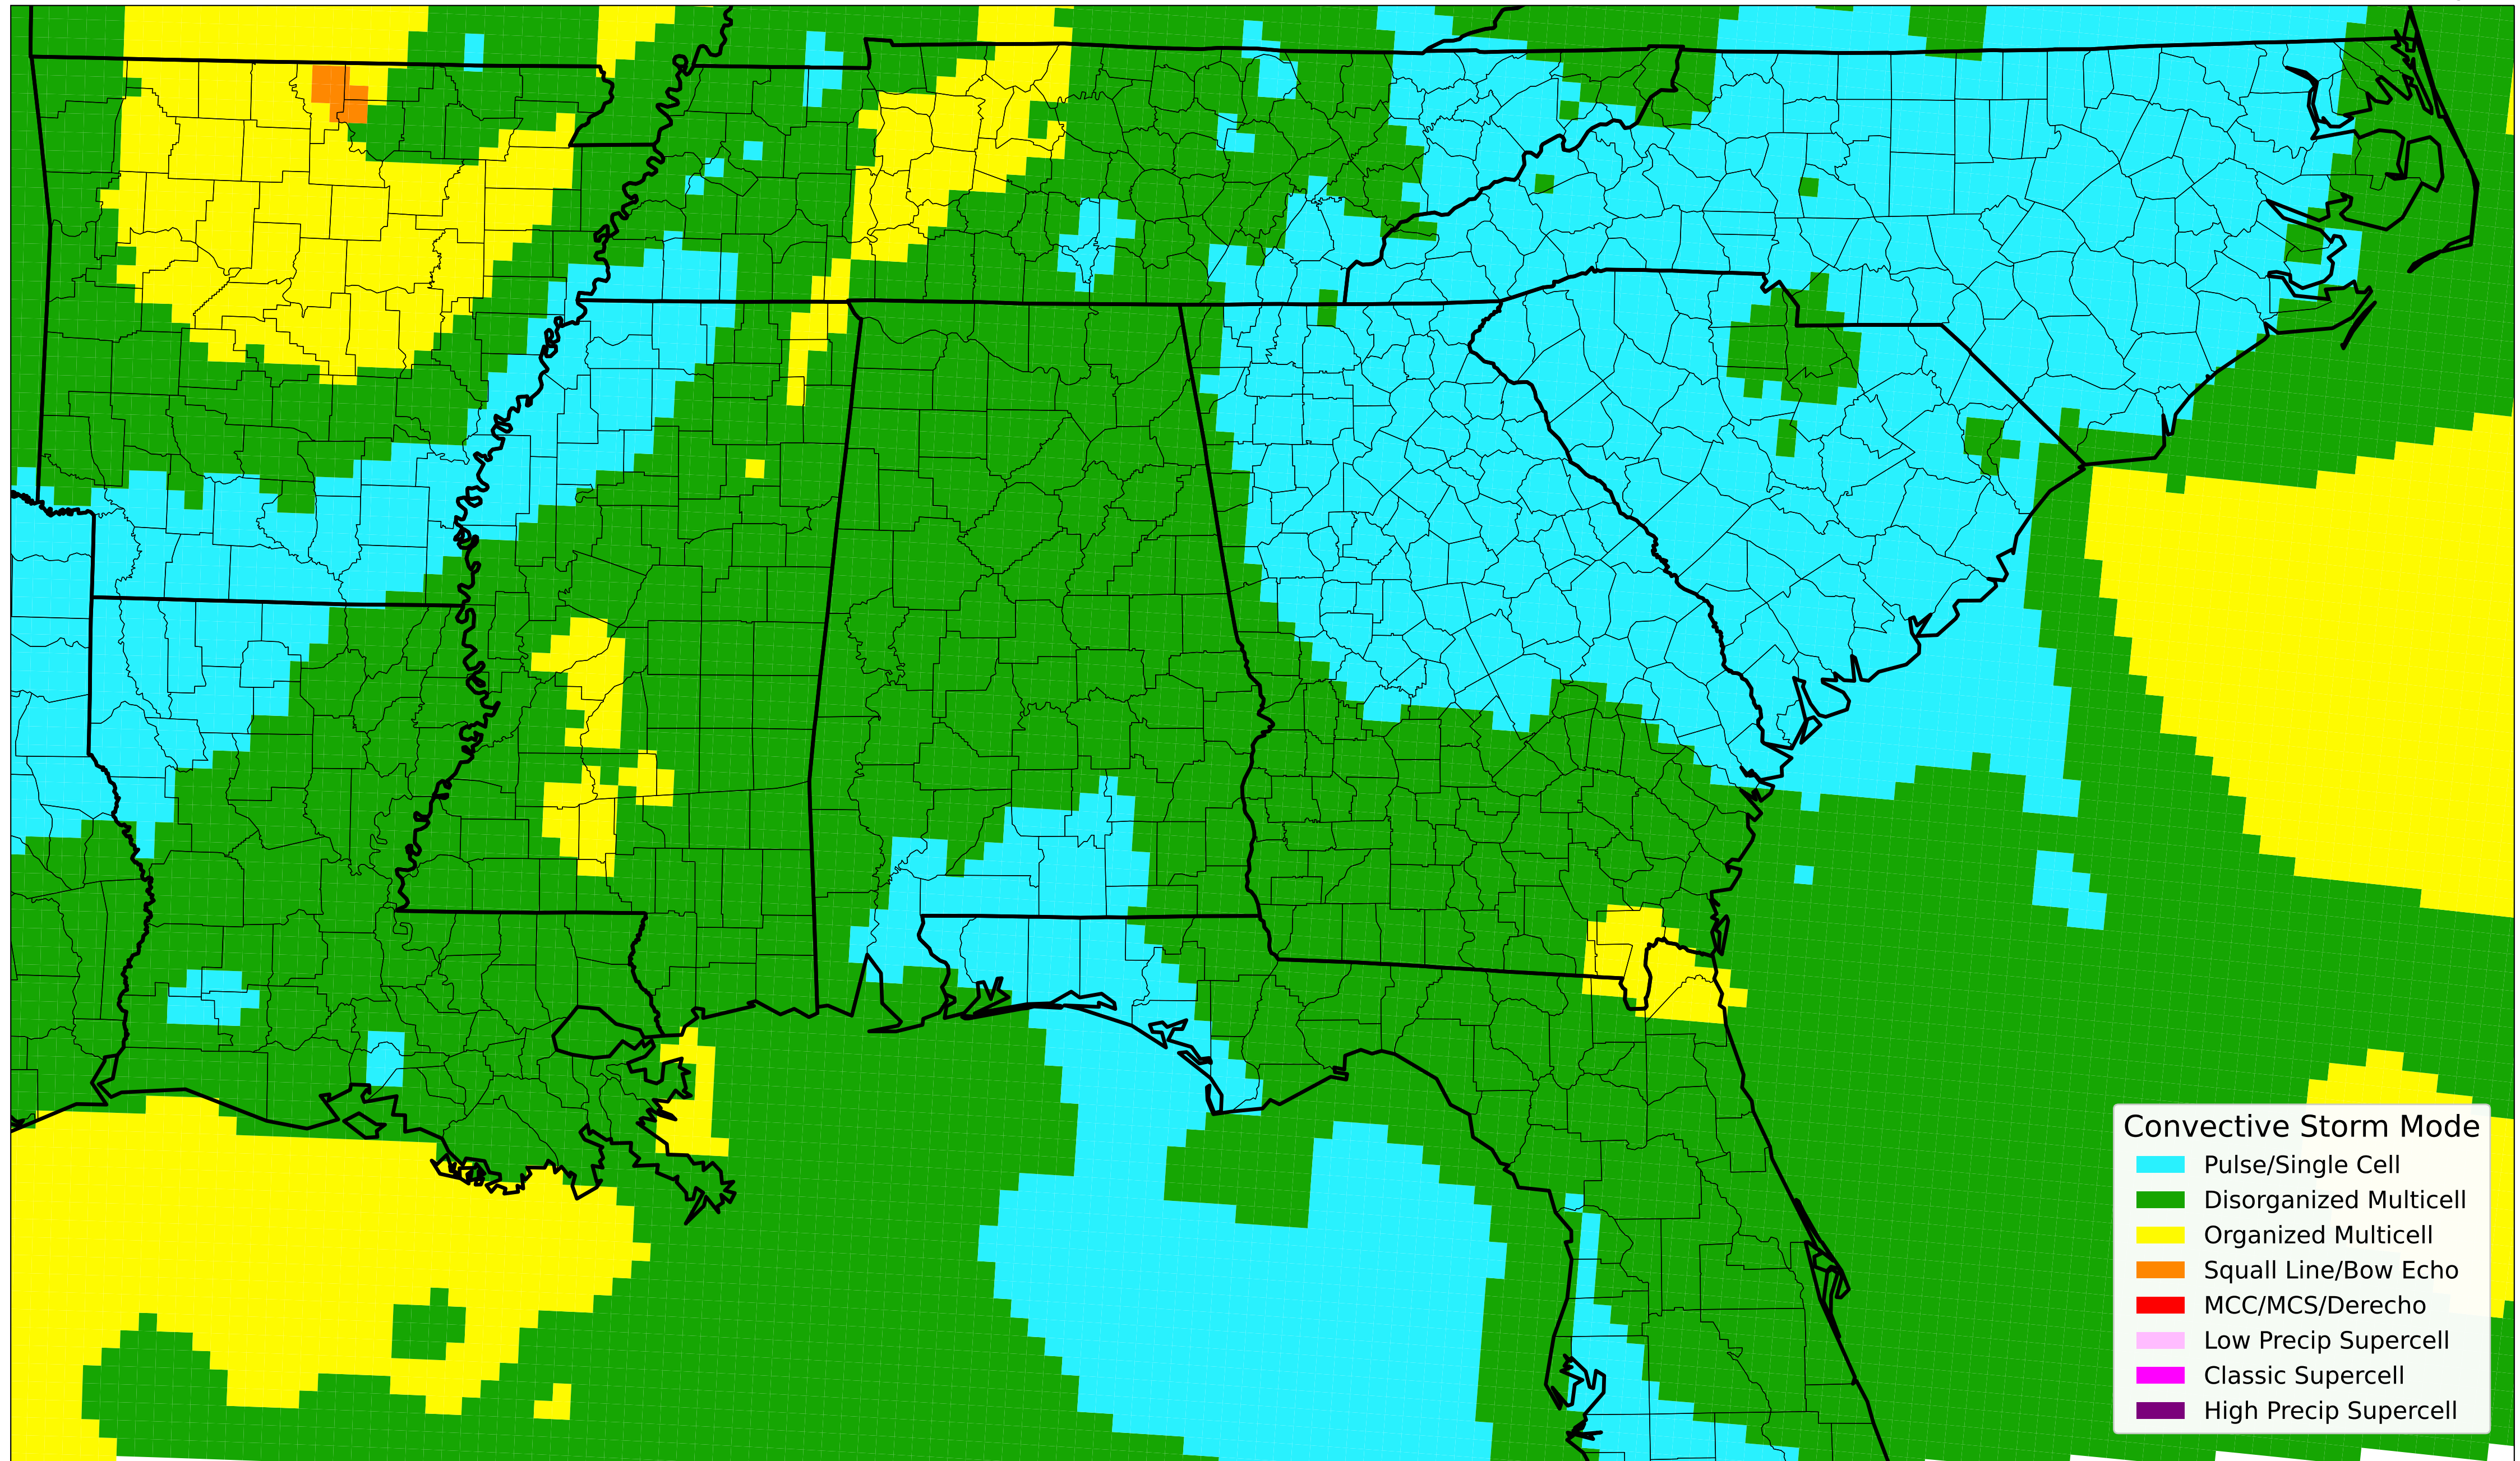 Convective Storm Mode
Pulse/Single Cell
Disorganized Multicell
Organized Multicell
Squall Line/Bow Echo
MCC/MCS/Derecho
Low Precip Supercell
Classic Supercell
High Precip Supercell